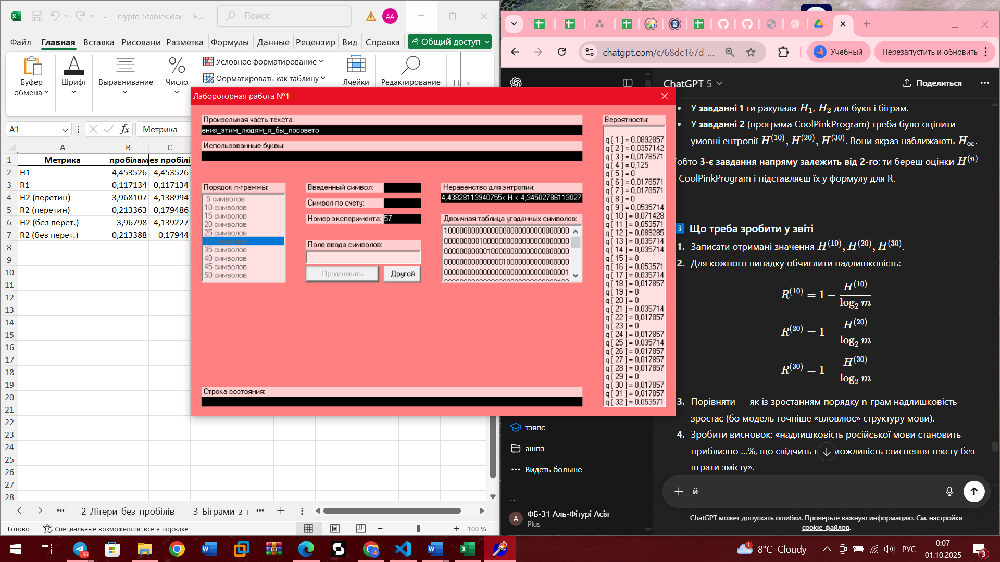 crypto_5tables.xlsx - E...
Поиск
AA
Файл Главная Вставка Рисовани Разметка Формулы Данные Рецензир Вид Справка Общий доступ
Буфер обмена
Шрифт
Выравнивание
Число
Условное форматирование
Форматировать как таблицу
Ячейки
Редактирование
A1
fx
Метрика
A B C
1 Метрика пробілам ез пробілі
2 H1 4,453526 4,453526
3 R1 0,117134 0,117134
4 H2 (перетин) 3,968107 4,138994
5 R2 (перетин) 0,213363 0,179486
6 H2 (без перет.) 3,96798 4,139227
7 R2 (без перет.) 0,213388 0,17944
8
9
10
11
12
13
14
15
16
17
18
19
20
21
22
23
24
25
26
27
28
2_Літери_без_пробілів 3_Біграми_з_г
Готово
Специальные возможности: все в порядке
100 %
Лабороторная работа №1
Произольная часть текста:
ения_этим_людям_я_бы_посовето
Использованные буквы:
Порядок n-граммы:
5 символов
10 символов
15 символов
20 символов
25 символов
35 символов
40 символов
45 символов
50 символов
Введенный символ:
Символ по счету:
Номер эксперимента: 57
Поле ввода символов:
Продолжить
Другой
Неравенство для энтропии:
4,43828113940755< H < 4,34502786113027
Двоичная таблица угаданных символов:
Строка состояния:
Вероятности:
q [ 1 ] = 0,0892857
q [ 2 ] = 0,0357142
q [ 3 ] = 0,0178571
q [ 4 ] = 0,125
q [ 5 ] = 0
q [ 6 ] = 0,0178571
q [ 7 ] = 0,0178571
q [ 8 ] = 0
q [ 9 ] = 0,0535714
q [ 10 ] = 0,071428
q [ 11 ] = 0,053571
q [ 12 ] = 0,089285
q [ 13 ] = 0,035714
q [ 14 ] = 0,035714
q [ 15 ] = 0
q [ 16 ] = 0,053571
q [ 17 ] = 0,035714
q [ 18 ] = 0,017857
q [ 19 ] = 0
q [ 20 ] = 0
q [ 21 ] = 0,035714
q [ 22 ] = 0,017857
q [ 23 ] = 0
q [ 24 ] = 0,017857
q [ 25 ] = 0,035714
q [ 26 ] = 0,017857
q [ 27 ] = 0,017857
q [ 28 ] = 0,017857
q [ 29 ] = 0
q [ 30 ] = 0,017857
q [ 31 ] = 0,017857
q [ 32 ] = 0,053571
chatgpt.com/c/68dc167d-...
Учебный
Перезапустить и обновить
ChatGPT 5
Поделиться
• У завданні 1 ти рахувала H₁, H₂ для букв і біграм.
• У завданні 2 (програма CoolPinkProgram) треба було оцінити
умовні ентропії H⁽¹⁰⁾, H⁽²⁰⁾, H⁽³⁰⁾. Вони якраз наближають H∞.
обто 3-є завдання напряму залежить від 2-го: ти береш оцінки H⁽ⁿ⁾
CoolPinkProgram і підставляєш їх у формулу для R.
3 Що треба зробити у звіті
1. Записати отримані значення H⁽¹⁰⁾, H⁽²⁰⁾, H⁽³⁰⁾.
2. Для кожного випадку обчислити надлишковість:
R⁽¹⁰⁾ = 1 − H⁽¹⁰⁾ / log₂ m
R⁽²⁰⁾ = 1 − H⁽²⁰⁾ / log₂ m
R⁽³⁰⁾ = 1 − H⁽³⁰⁾ / log₂ m
3. Порівняти — як із зростанням порядку n-грам надлишковість
зростає (бо модель точніше «вловлює» структуру мови).
4. Зробити висновок: «надлишковість російської мови становить
приблизно ...%, що свідчить п можливість стиснення тексту без
втрати змісту».
тзяпс
ашпз
Видеть больше
A
ФБ-31 Аль-Фітурі Асія
Plus
й
ChatGPT может допускать ошибки. Проверьте важную информацию. См. настройки
cookie-файлов.
..96
1
8°C Cloudy
РУС
0:07
01.10.2025
3